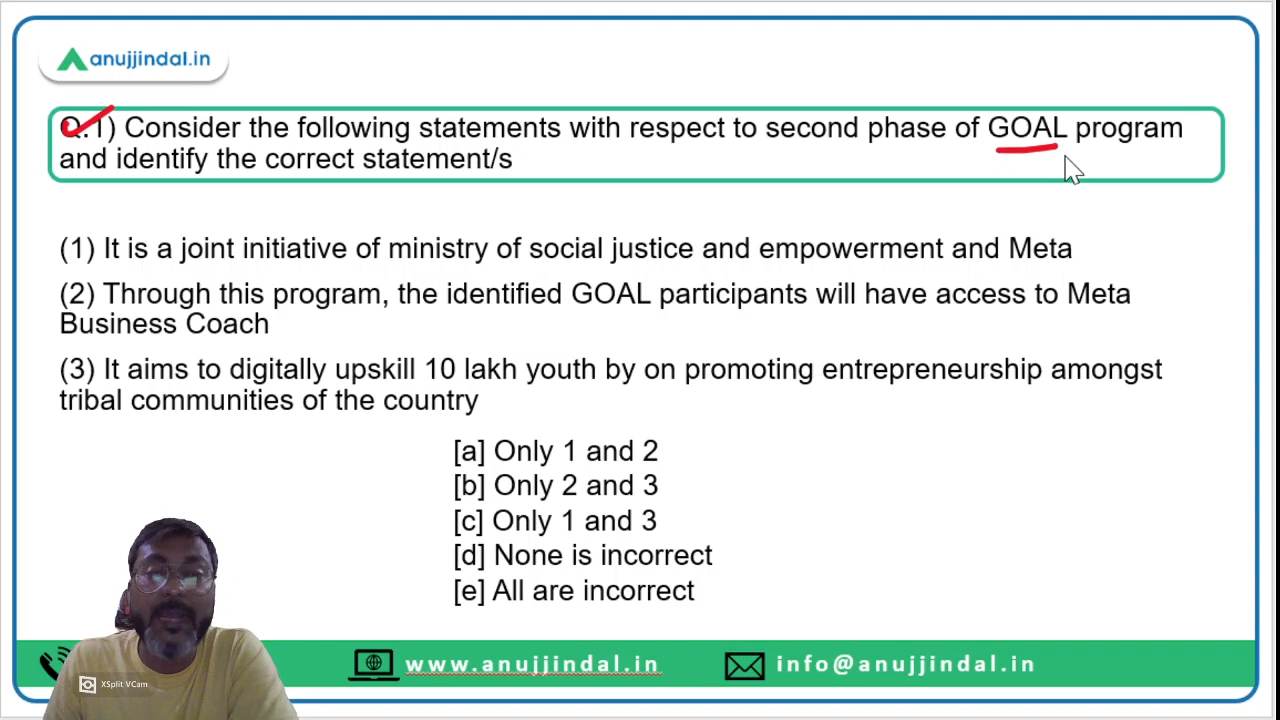 anujjindal.in
Q.1) Consider the following statements with respect to second phase of GOAL program
and identify the correct statement/s
(1) It is a joint initiative of ministry of social justice and empowerment and Meta
(2) Through this program, the identified GOAL participants will have access to Meta
Business Coach
(3) It aims to digitally upskill 10 lakh youth by on promoting entrepreneurship amongst
tribal communities of the country
[a] Only 1 and 2
[b] Only 2 and 3
[c] Only 1 and 3
[d] None is incorrect
[e] All are incorrect
www.anujjindal.in
info@anujjindal.in
XSplit VCam